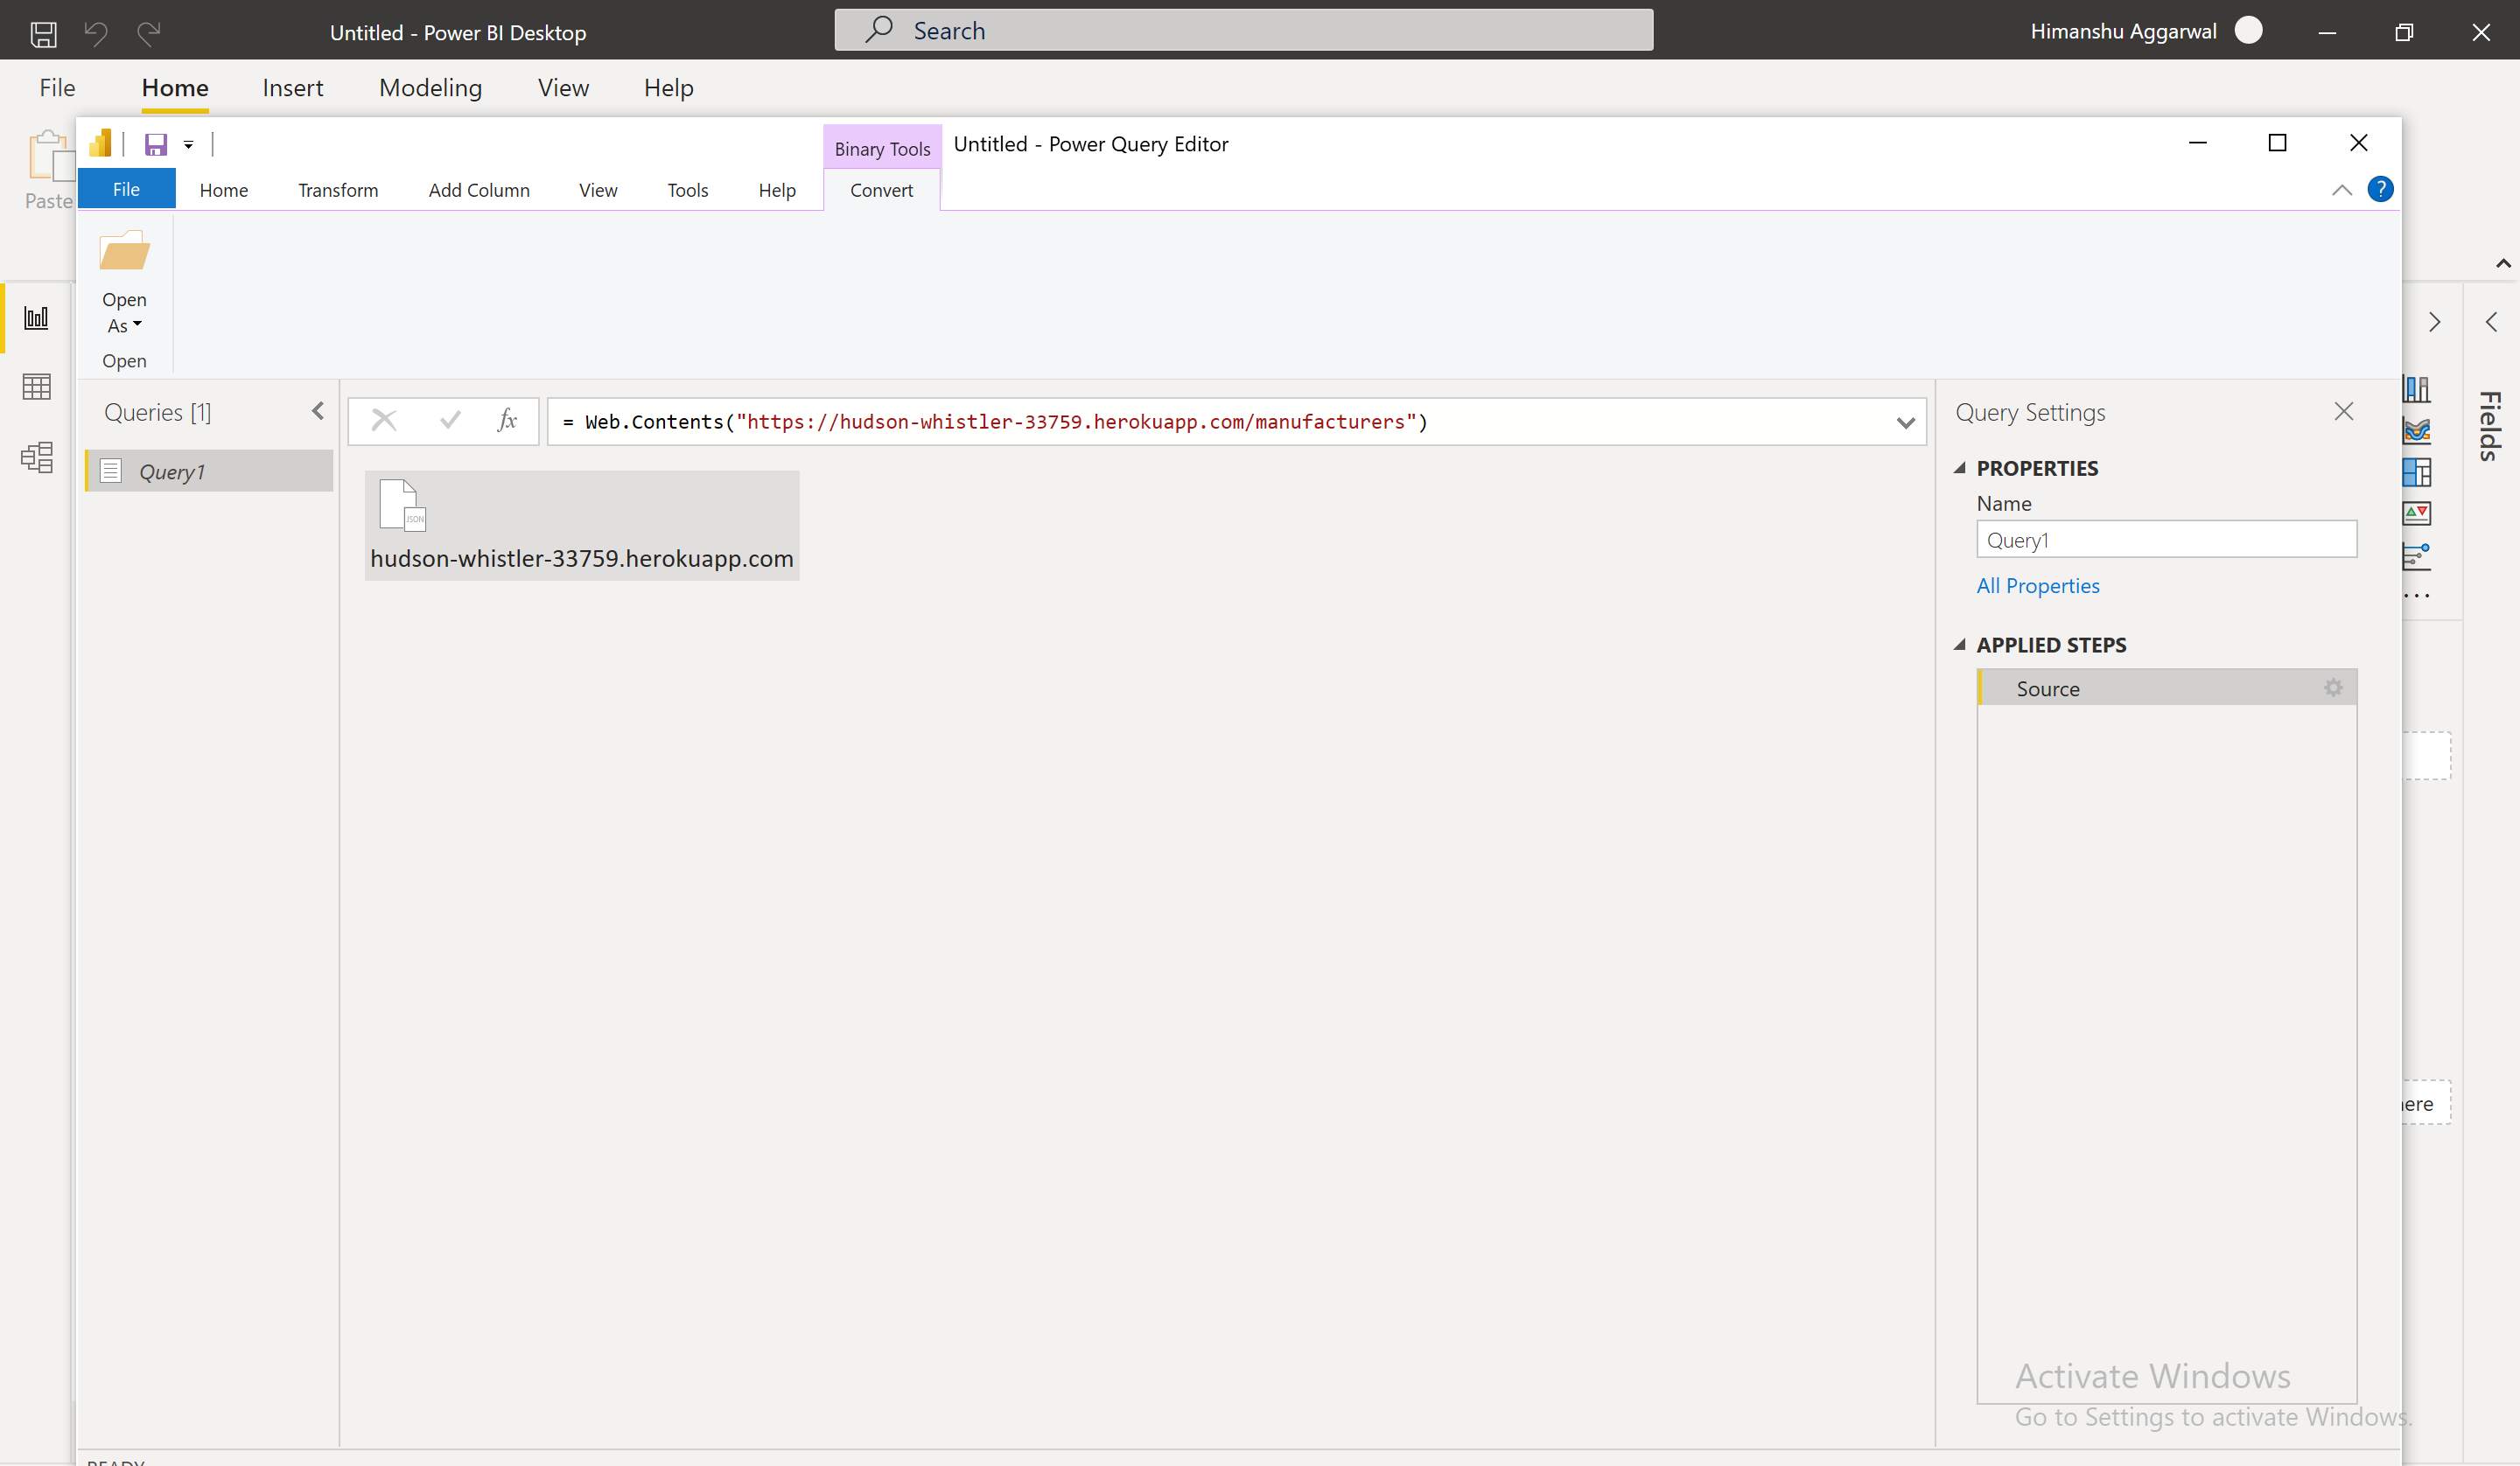 Untitled - Power BI Desktop
Search
Himanshu Aggarwal
File Home Insert Modeling View Help
Paste
Binary Tools
Untitled - Power Query Editor
File Home Transform Add Column View Tools Help Convert
?
Open
As
Open
Queries [1]
fx
= Web.Contents("https://hudson-whistler-33759.herokuapp.com/manufacturers")
Query Settings
Query1
JSON
hudson-whistler-33759.herokuapp.com
PROPERTIES
Name
Query1
All Properties
APPLIED STEPS
Source
Fields
here
Activate Windows
Go to Settings to activate Windows.
READY